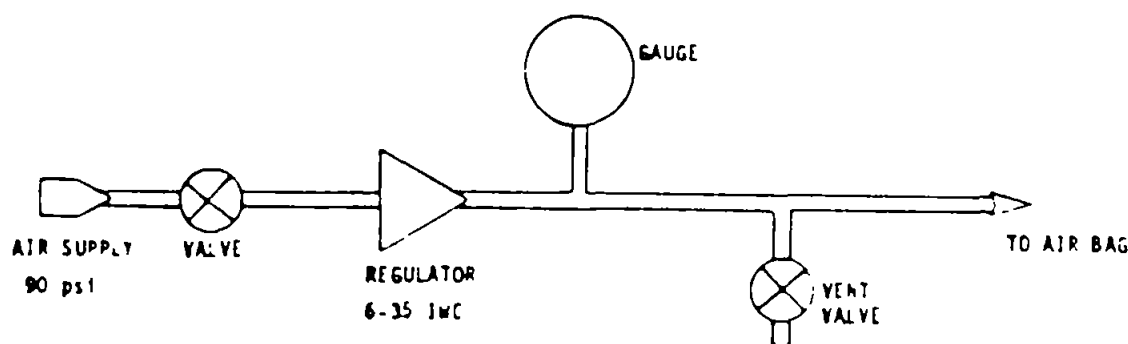 GAUGE
AIR SUPPLY
90 psi
VALVE
REGULATOR
6-35 IWC
VENT
VALVE
TO AIR BAG